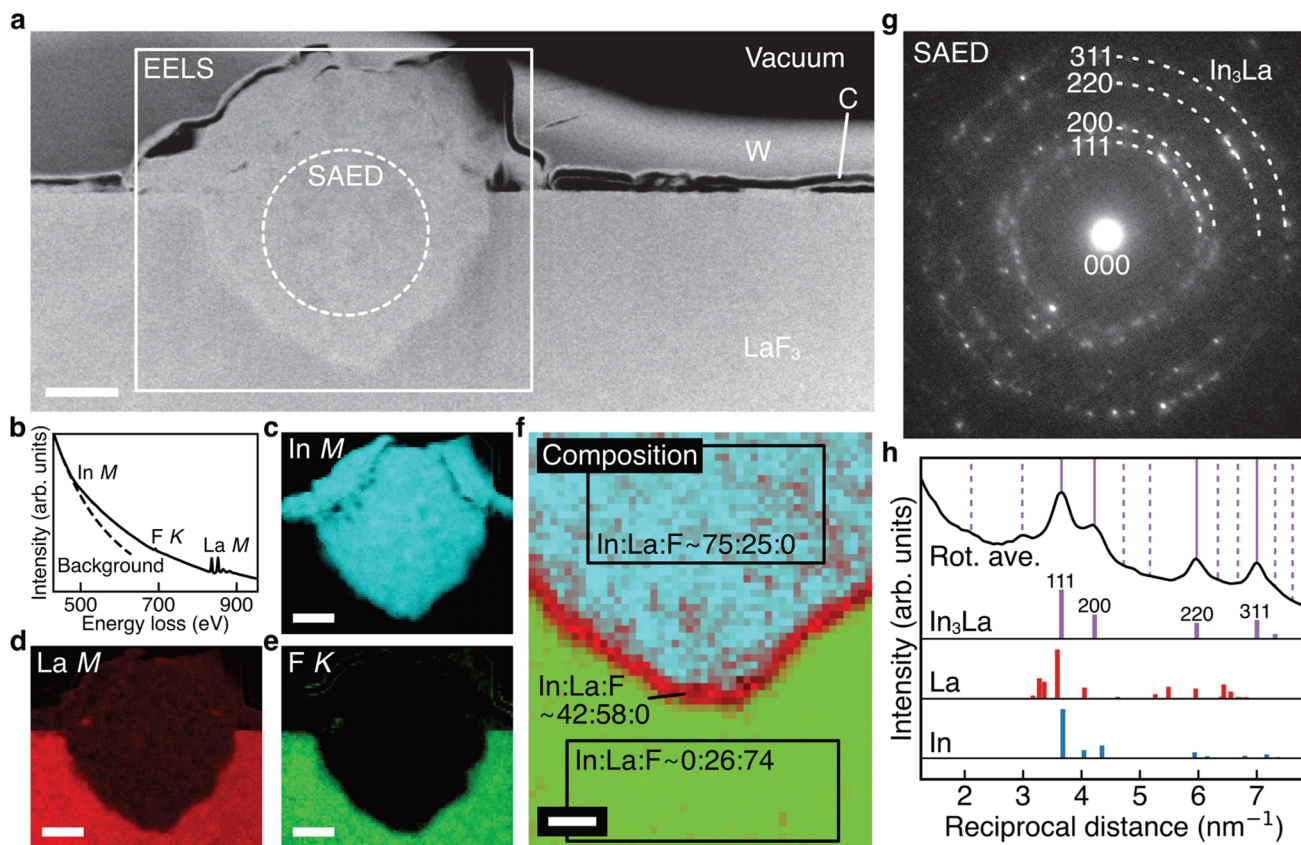 a
EELS
Vacuum
C
W
SAED
LaF₃
g
SAED
311
220
200
111
In₃La
000
b
In M
F K
La M
Background
Intensity (arb. units)
500 700 900
Energy loss (eV)
c
In M
d
La M
e
F K
f
Composition
In:La:F~75:25:0
In:La:F
~42:58:0
In:La:F~0:26:74
h
Rot. ave.
111
200
220
311
In₃La
La
In
Intensity (arb. units)
2 3 4 5 6 7
Reciprocal distance (nm⁻¹)